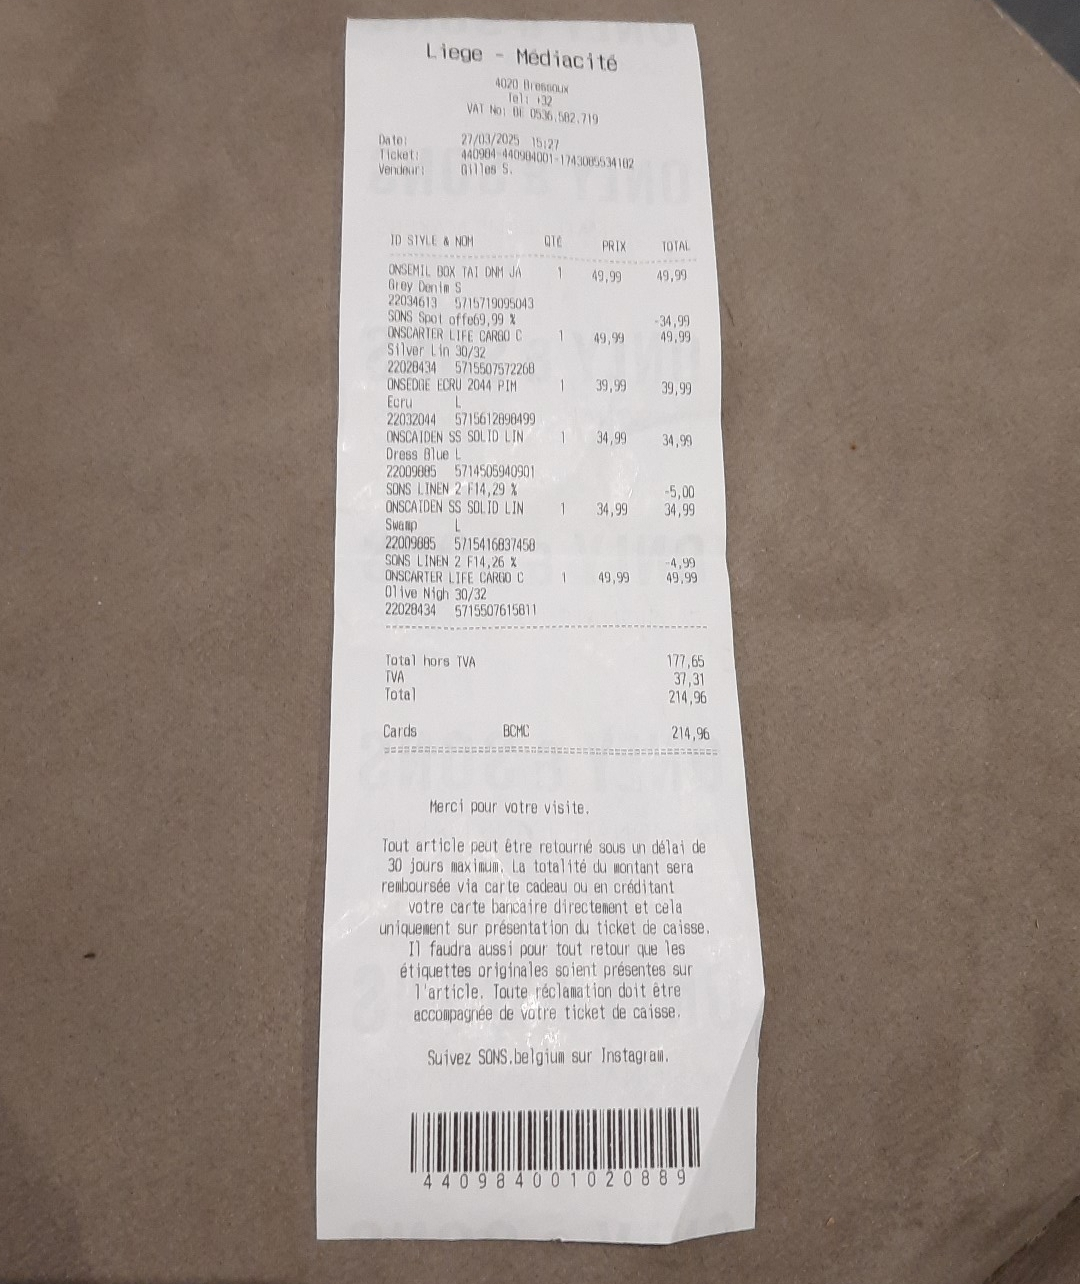 Liege - Médiacité
4020 Bressoux
Tel: +32
VAT No: BE 0536.582.719
Date: 27/03/2025 15:27
Ticket: 440984-440984001-1743085534182
Vendeur: Gilles S.
ID STYLE & NOM QTÉ PRIX TOTAL
ONSEMIL BOX TAI DNM JA 1 49,99 49,99
Grey Denim S
22034613 5715719095043
SONS Spot offe69,99 % -34,99
ONSCARTER LIFE CARGO C 1 49,99 49,99
Silver Lin 30/32
22028434 5715507572268
ONSEDGE ECRU 2044 PIM 1 39,99 39,99
Ecru L
22032044 5715612898499
ONSCAIDEN SS SOLID LIN 1 34,99 34,99
Dress Blue L
22009885 5714505940901
SONS LINEN 2 F14,29 % -5,00
ONSCAIDEN SS SOLID LIN 1 34,99 34,99
Swamp L
22009885 5715416837458
SONS LINEN 2 F14,26 % -4,99
ONSCARTER LIFE CARGO C 1 49,99 49,99
Olive Nigh 30/32
22028434 5715507615811
Total hors TVA 177,65
TVA 37,31
Total 214,96
Cards BCMC 214,96
Merci pour votre visite.
Tout article peut être retourné sous un délai de
30 jours maximum. La totalité du montant sera
remboursée via carte cadeau ou en créditant
votre carte bancaire directement et cela
uniquement sur présentation du ticket de caisse.
Il faudra aussi pour tout retour que les
étiquettes originales soient présentes sur
l'article. Toute réclamation doit être
accompagnée de votre ticket de caisse.
Suivez SONS.belgium sur Instagram.
440984001020889